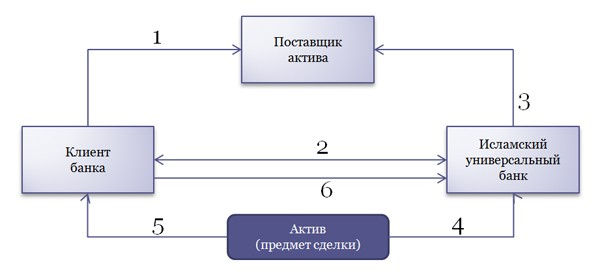 1
Поставщик
актива
3
Клиент
банка
2
6
Исламский
универсальный
банк
5
Актив
(предмет сделки)
4